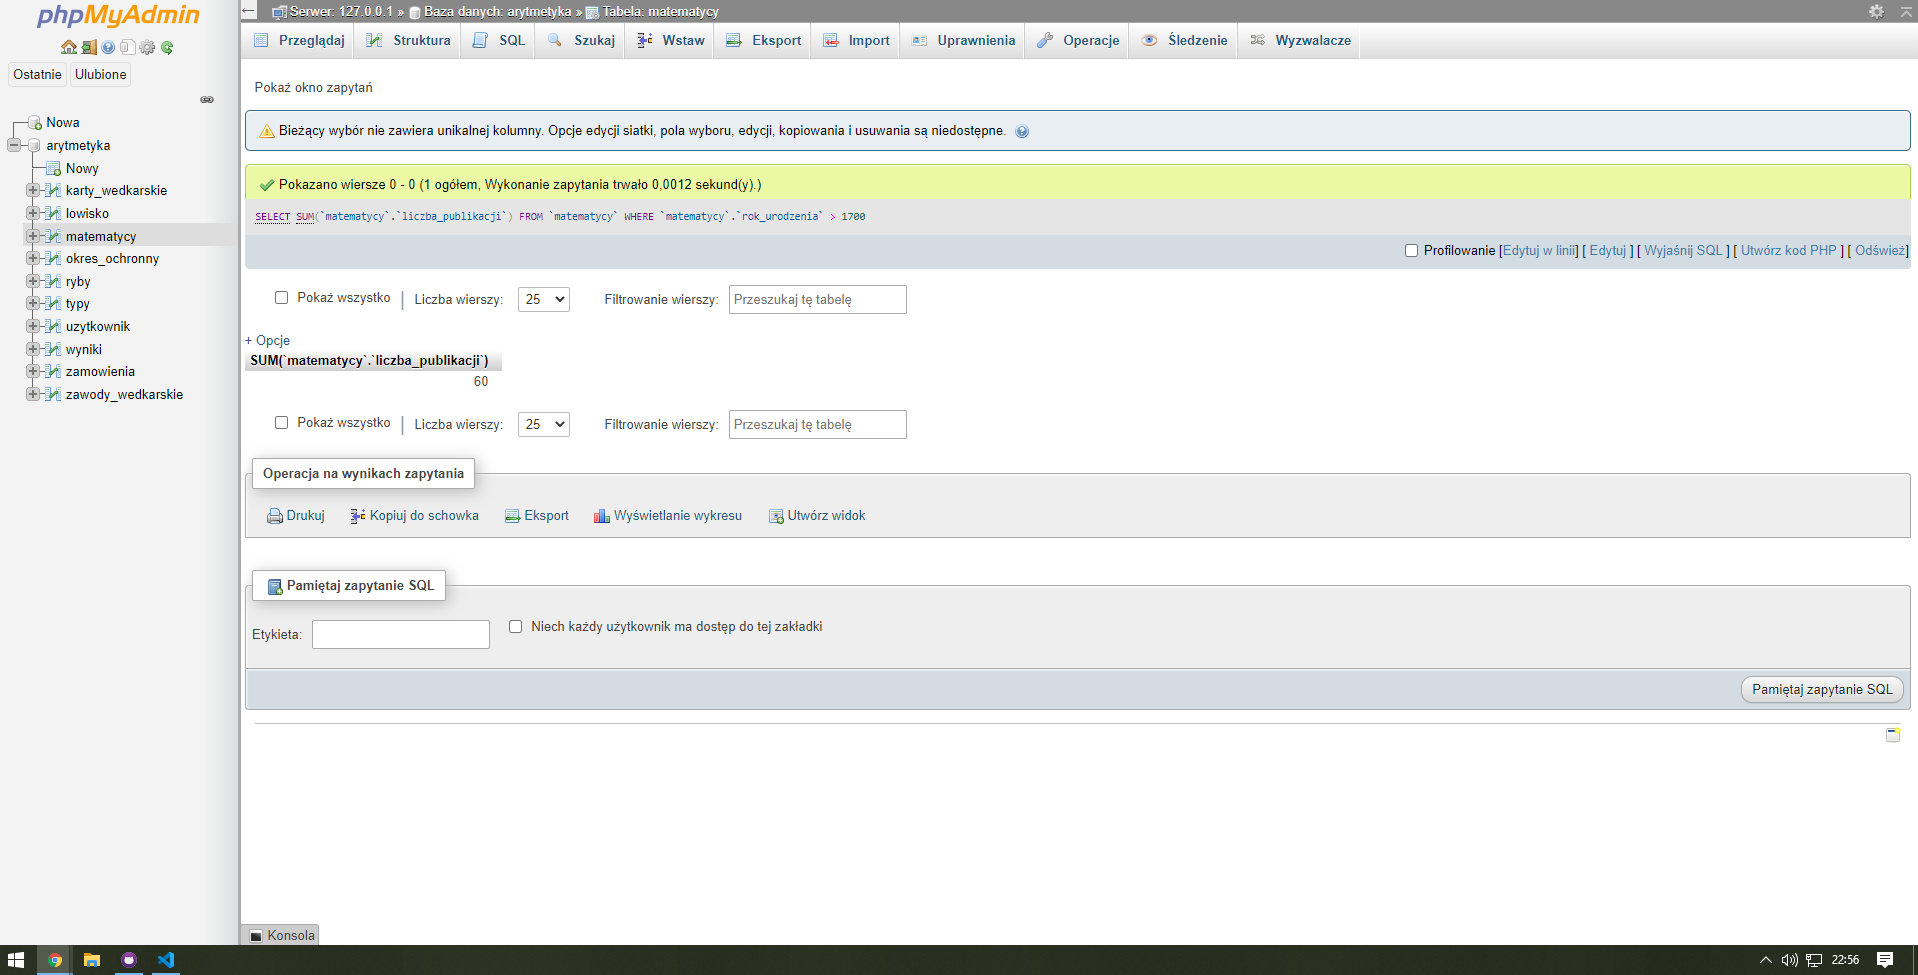 phpMyAdmin
Ostatnie Ulubione
Nowa
arytmetyka
Nowy
karty_wedkarskie
lowisko
matematycy
okres_ochronny
ryby
typy
uzytkownik
wyniki
zamowienia
zawody_wedkarskie
Serwer: 127.0.0.1 » Baza danych: arytmetyka » Tabela: matematycy
Przeglądaj Struktura SQL Szukaj Wstaw Eksport Import Uprawnienia Operacje Śledzenie Wyzwalacze
Pokaż okno zapytań
Bieżący wybór nie zawiera unikalnej kolumny. Opcje edycji siatki, pola wyboru, edycji, kopiowania i usuwania są niedostępne.
Pokazano wiersze 0 - 0 (1 ogółem, Wykonanie zapytania trwało 0,0012 sekund(y).)
SELECT SUM(`matematycy`.`liczba_publikacji`) FROM `matematycy` WHERE `matematycy`.`rok_urodzenia` > 1700
Profilowanie [Edytuj w linii] [ Edytuj ] [ Wyjaśnij SQL ] [ Utwórz kod PHP ] [ Odśwież]
Pokaż wszystko | Liczba wierszy: 25 Filtrowanie wierszy: Przeszukaj tę tabelę
+ Opcje
SUM(`matematycy`.`liczba_publikacji`)
60
Pokaż wszystko | Liczba wierszy: 25 Filtrowanie wierszy: Przeszukaj tę tabelę
Operacja na wynikach zapytania
Drukuj Kopiuj do schowka Eksport Wyświetlanie wykresu Utwórz widok
Pamiętaj zapytanie SQL
Etykieta: Niech każdy użytkownik ma dostęp do tej zakładki
Pamiętaj zapytanie SQL
Konsola
22:56